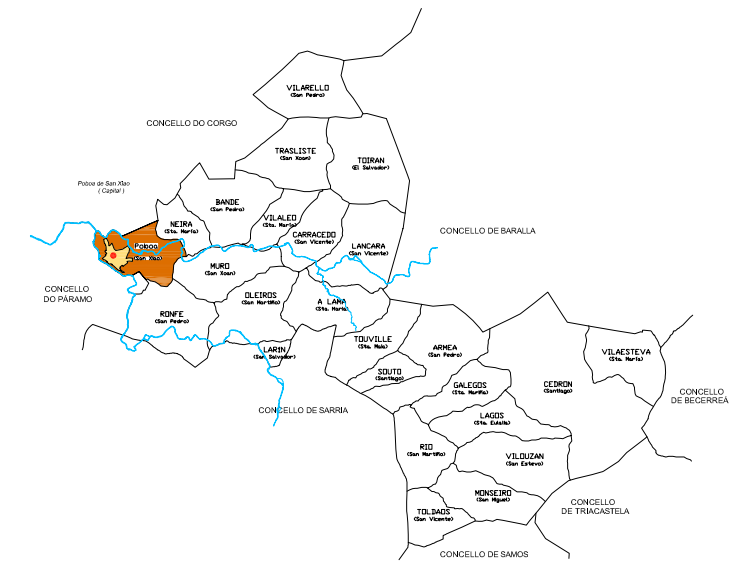 VILARELLO
(San Pedro)
CONCELLO DO CORGO
TRASLISTE
(San Xoan)
TOIRAN
(El Salvador)
Poboa de San Xiao
( Capital )
BANDE
(San Pedro)
NEIRA
(Sta. María)
VILALEO
(Sta. María)
CARRACEDO
(San Vicente)
CONCELLO DE BARALLA
LANCARA
(San Vicente)
Poboa
(San Xiao)
MURO
(San Xoan)
CONCELLO
DO PÁRAMO
OLEIROS
(San Martiño)
A LAMA
(Sta. María)
RONFE
(San Pedro)
TOUVILLE
(Sta. Maia)
ARMEA
(San Pedro)
LARIN
(San Salvador)
VILAESTEVA
(Sta. María)
SOUTO
(Santiago)
GALEGOS
(Sta. Mariña)
CEDRON
(Santiago)
CONCELLO
DE BECERREÁ
CONCELLO DE SARRIA
LAGOS
(Sta. Eulalia)
RIO
(San Martiño)
VILOUZAN
(San Estevo)
MONSEIRO
(San Miguel)
CONCELLO
DE TRIACASTELA
TOLDAOS
(San Vicente)
CONCELLO DE SAMOS